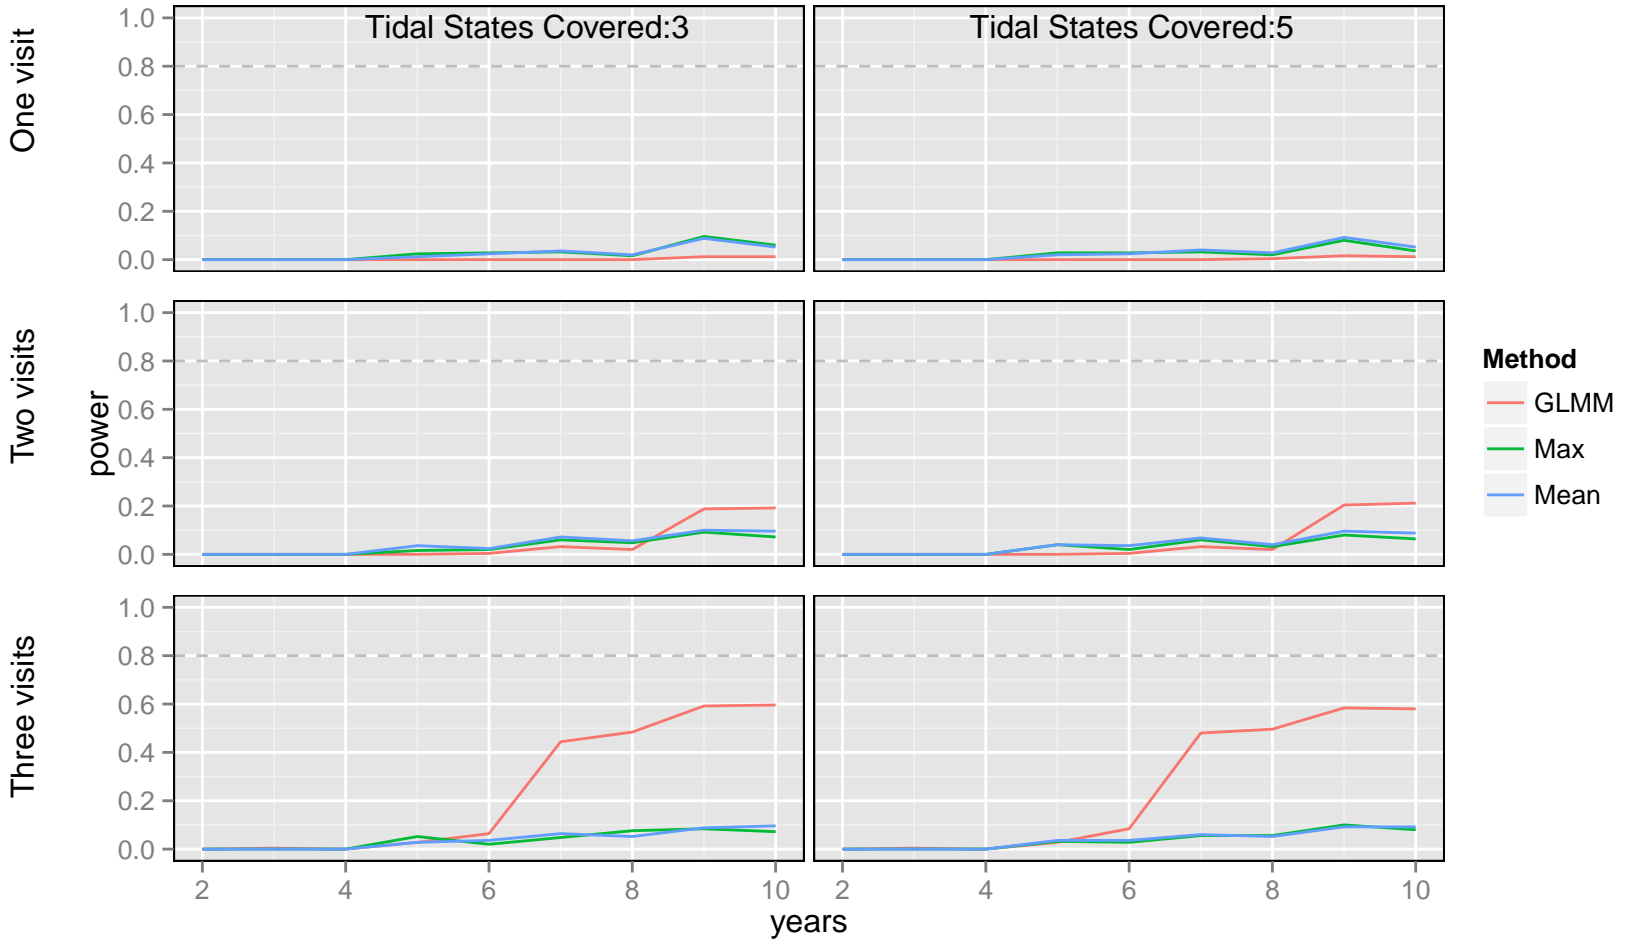 Tidal States Covered:3
Tidal States Covered:5
One visit
1.0
0.8
0.6
0.4
0.2
0.0
Two visits
1.0
0.8
0.6
0.4
0.2
0.0
Three visits
1.0
0.8
0.6
0.4
0.2
0.0
power
2 4 6 8 10
2 4 6 8 10
years
Method
GLMM
Max
Mean